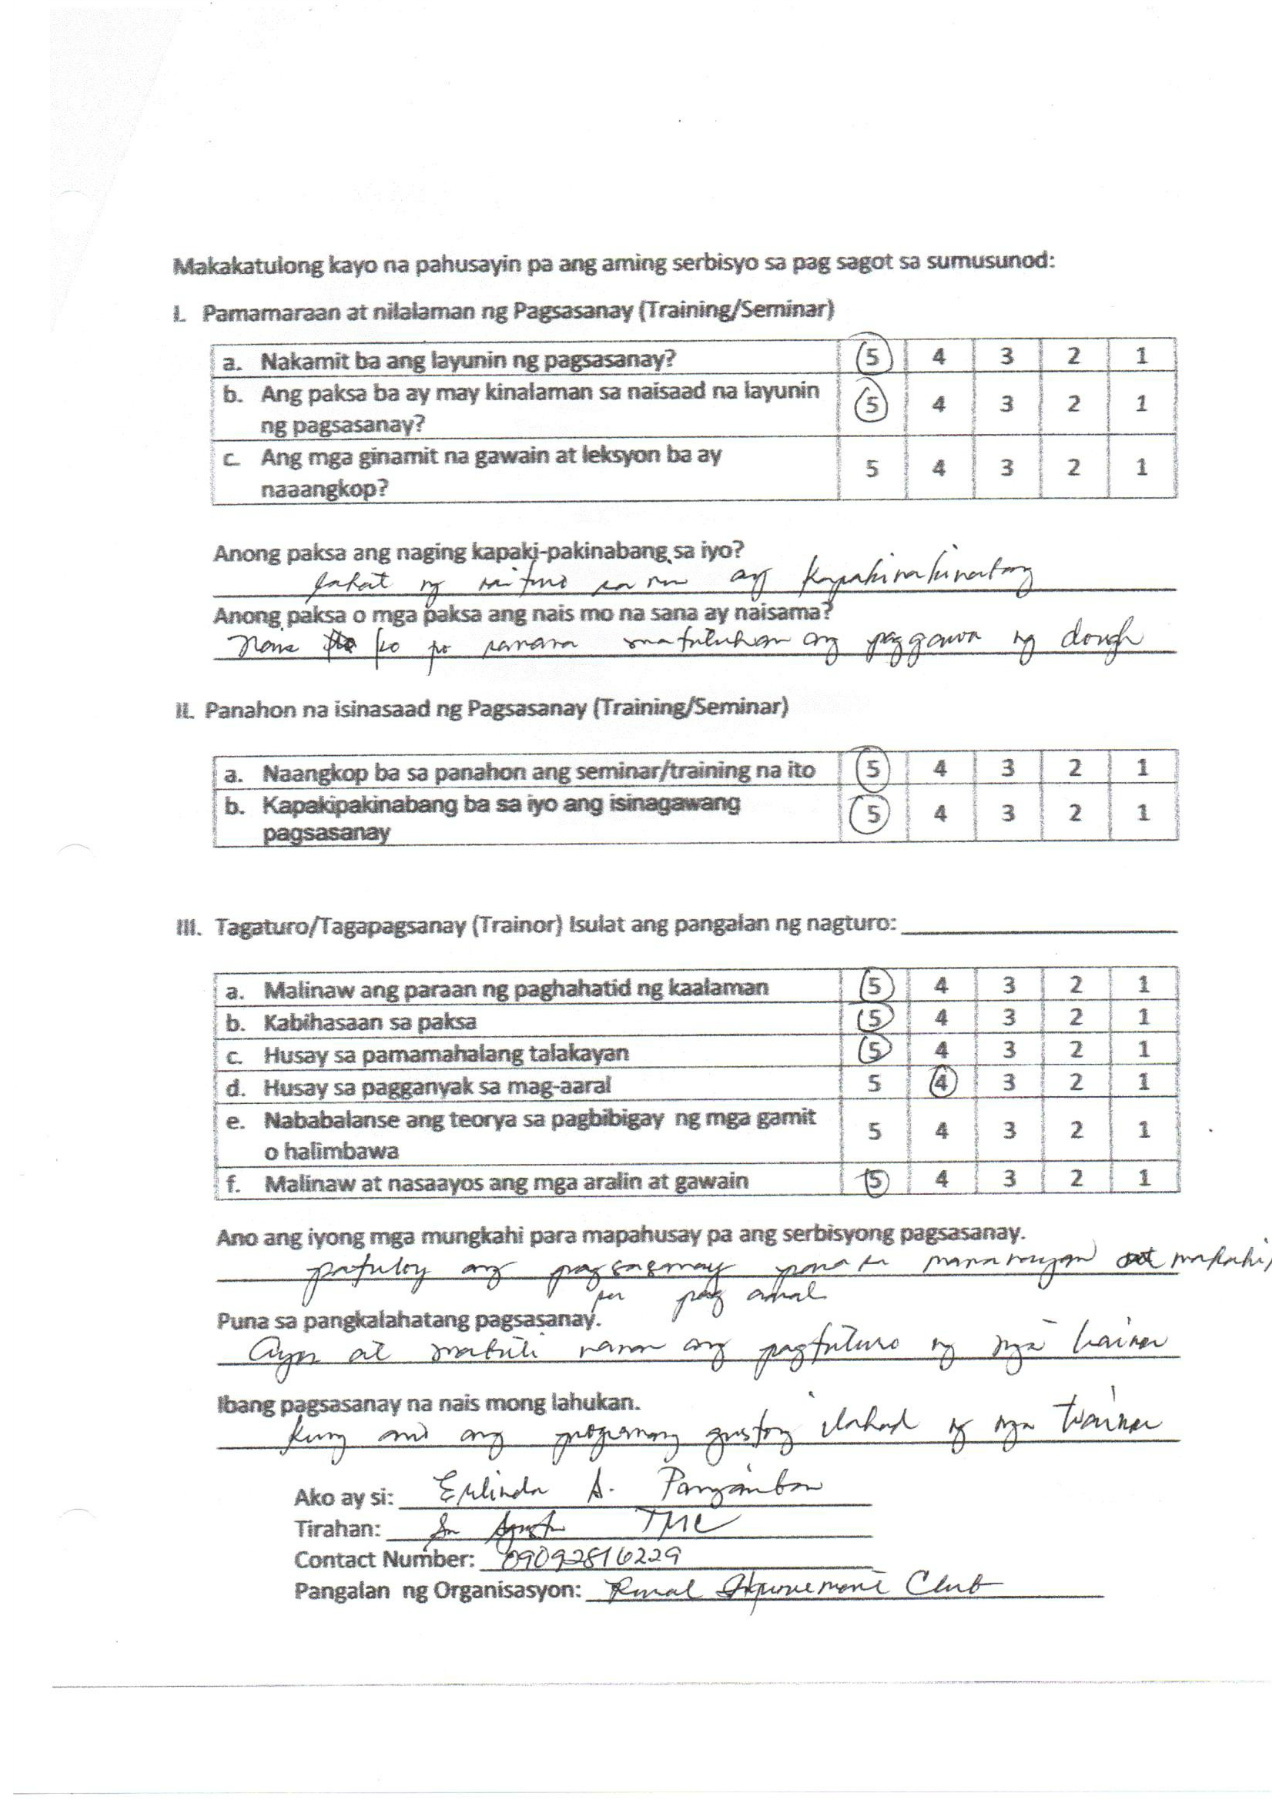 Makakatulong kayo na pahusayin pa ang aming serbisyo sa pag sagot sa sumusunod:
I. Pamamaraan at nilalaman ng Pagsasanay (Training/Seminar)
a. Nakamit ba ang layunin ng pagsasanay? 5 4 3 2 1
b. Ang paksa ba ay may kinalaman sa naisaad na layunin
ng pagsasanay? 5 4 3 2 1
c. Ang mga ginamit na gawain at leksyon ba ay
naaangkop? 5 4 3 2 1
Anong paksa ang naging kapaki-pakinabang sa iyo?
lahat ng ay kapakinakinabang
Anong paksa o mga paksa ang nais mo na sana ay naisama?
Nais ko po sanana matutuhan ang paggawa ng dough
II. Panahon na isinasaad ng Pagsasanay (Training/Seminar)
a. Naangkop ba sa panahon ang seminar/training na ito 5 4 3 2 1
b. Kapakipakinabang ba sa iyo ang isinagawang
pagsasanay 5 4 3 2 1
III. Tagaturo/Tagapagsanay (Trainor) Isulat ang pangalan ng nagturo:
a. Malinaw ang paraan ng paghahatid ng kaalaman 5 4 3 2 1
b. Kabihasaan sa paksa 5 4 3 2 1
c. Husay sa pamamahalang talakayan 5 4 3 2 1
d. Husay sa pagganyak sa mag-aaral 5 4 3 2 1
e. Nababalanse ang teorya sa pagbibigay ng mga gamit
o halimbawa 5 4 3 2 1
f. Malinaw at nasaayos ang mga aralin at gawain 5 4 3 2 1
Ano ang iyong mga mungkahi para mapahusay pa ang serbisyong pagsasanay.
patuloy ang pagsasanay para sa mamamayan
pag aaral
Puna sa pangkalahatang pagsasanay.
Ayos at mabuti naman ang pagtuturo ng mga trainer
Ibang pagsasanay na nais mong lahukan.
kung ano ang programang gustong ilahad ng mga trainer
Ako ay si: Erlinda A. Panganiban
Tirahan: Sn Agustin TMC
Contact Number: 09092816229
Pangalan ng Organisasyon: Rural Improvement Club